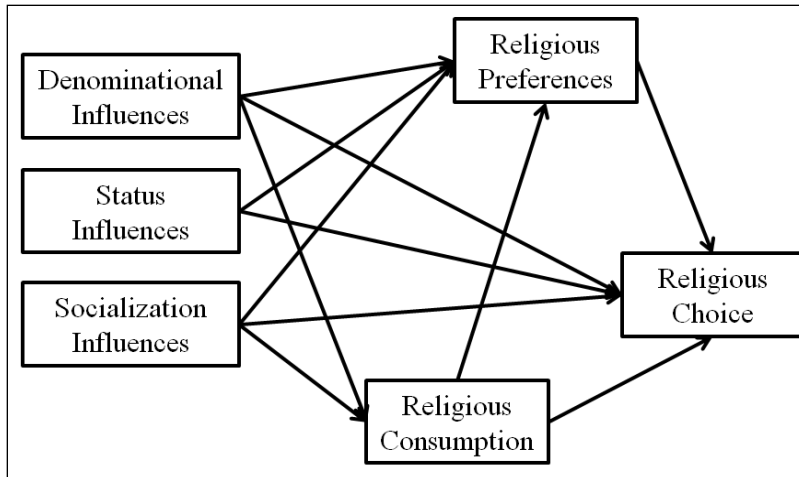 Denominational
Influences
Status
Influences
Socialization
Influences
Religious
Preferences
Religious
Choice
Religious
Consumption